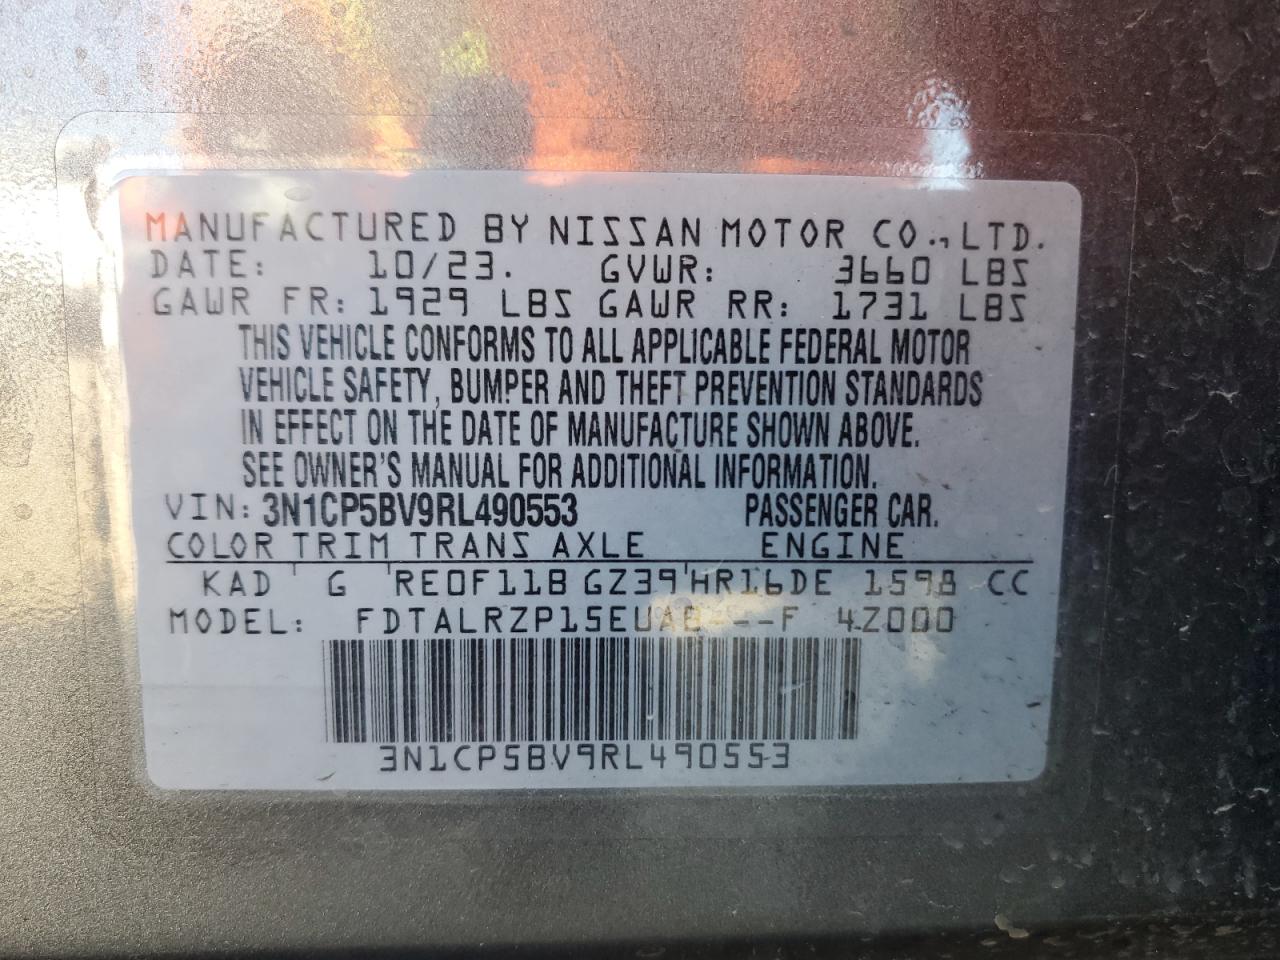 MANUFACTURED BY NISSAN MOTOR CO., LTD.
DATE: 10/23. GVWR: 3660 LBS
GAWR FR: 1929 LBS GAWR RR: 1731 LBS
THIS VEHICLE CONFORMS TO ALL APPLICABLE FEDERAL MOTOR
VEHICLE SAFETY, BUMPER AND THEFT PREVENTION STANDARDS
IN EFFECT ON THE DATE OF MANUFACTURE SHOWN ABOVE.
SEE OWNER'S MANUAL FOR ADDITIONAL INFORMATION.
VIN: 3N1CP5BV9RL490553 PASSENGER CAR.
COLOR TRIM TRANS AXLE ENGINE
KAD G RE0F11B GZ39 HR16DE 1598 CC
MODEL: FDTALRZP15EUAB---F 4Z000
3N1CP5BV9RL490553